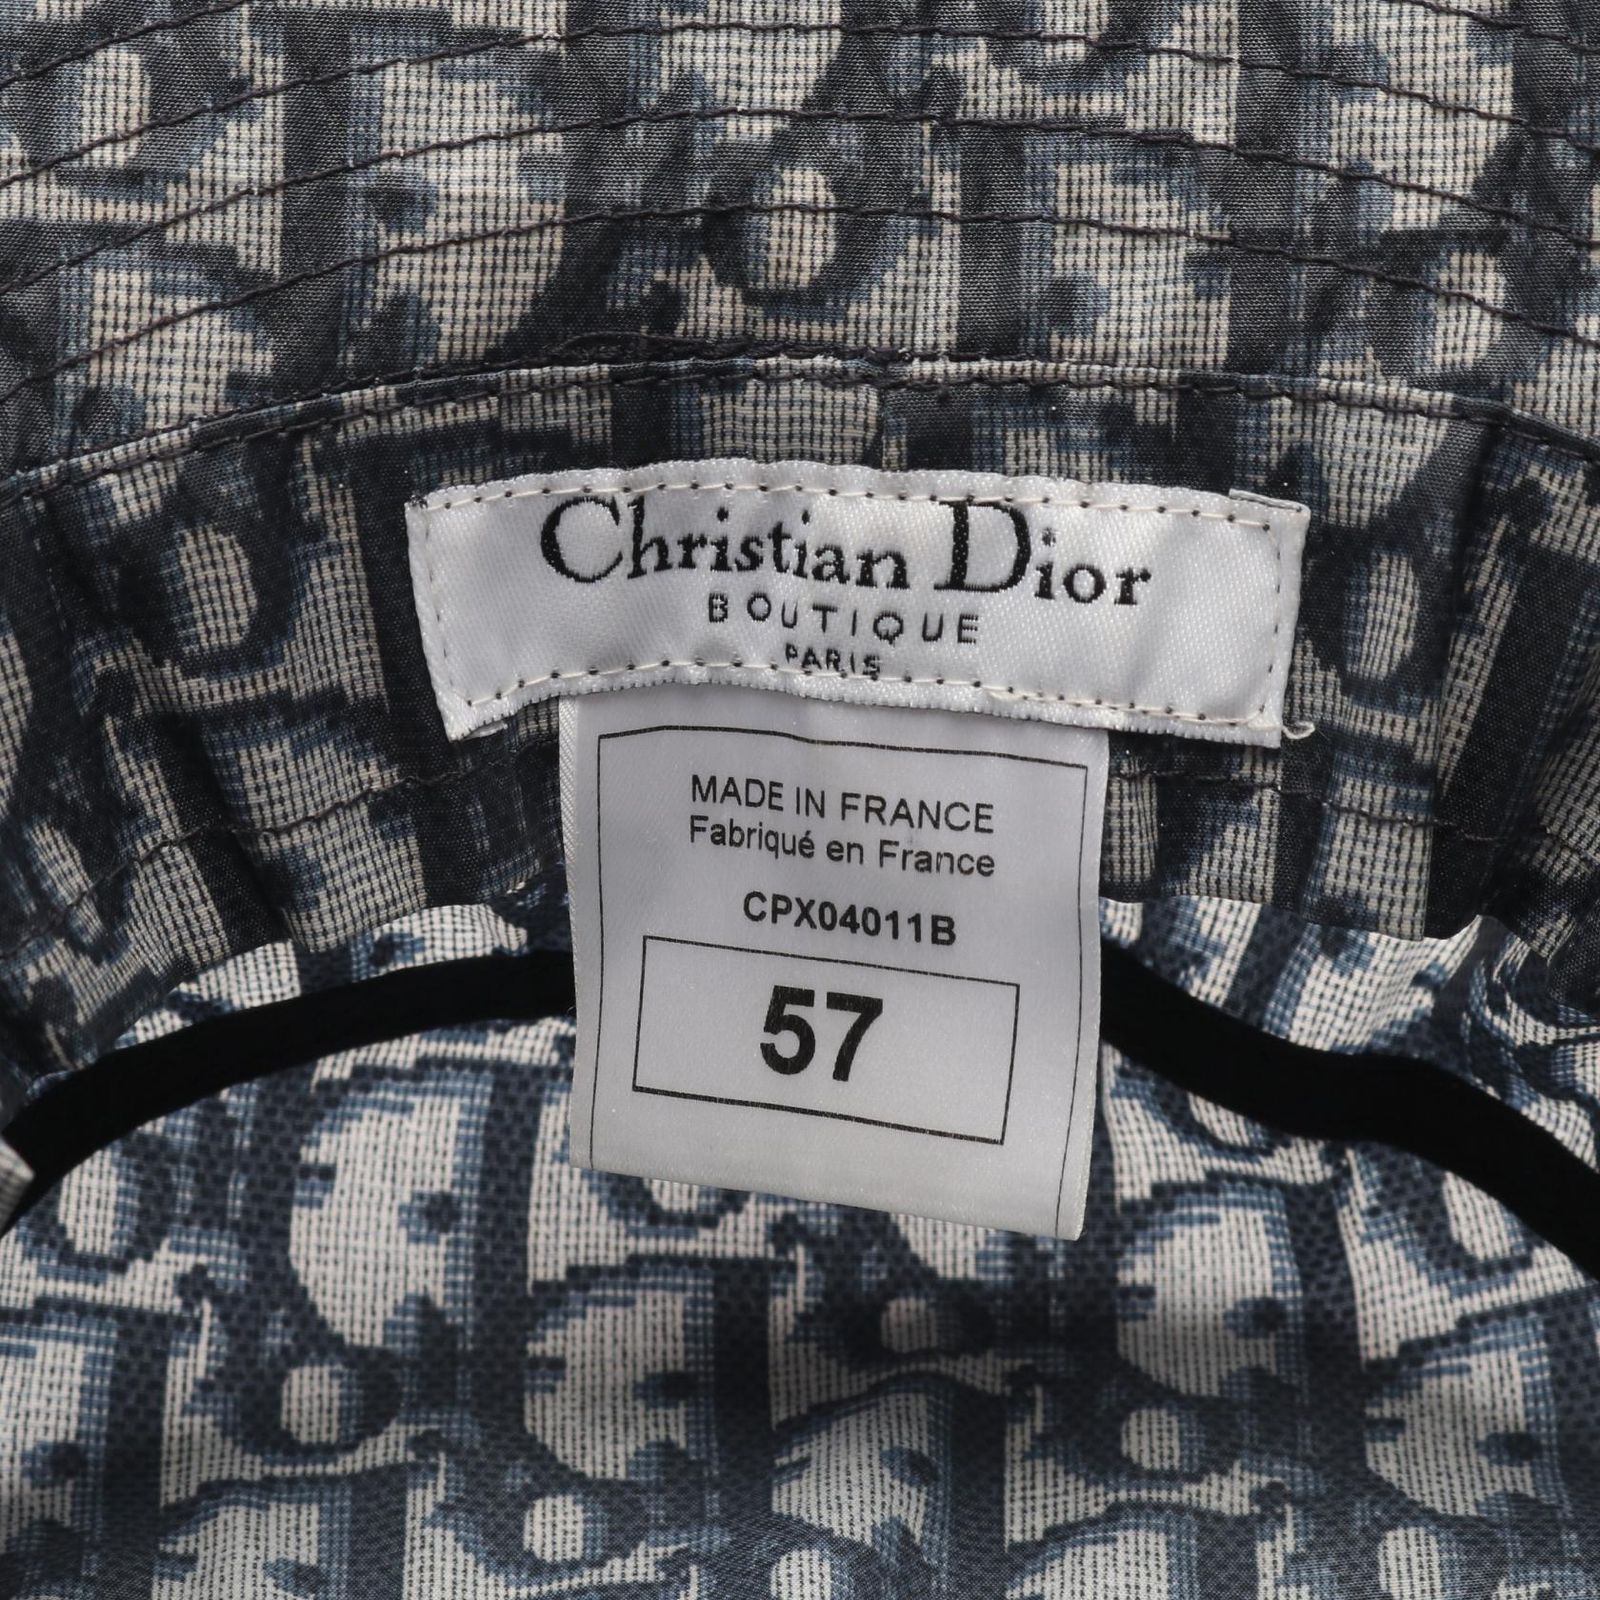 Christian Dior
BOUTIQUE
PARIS
MADE IN FRANCE
Fabriqué en France
CPX04011B
57